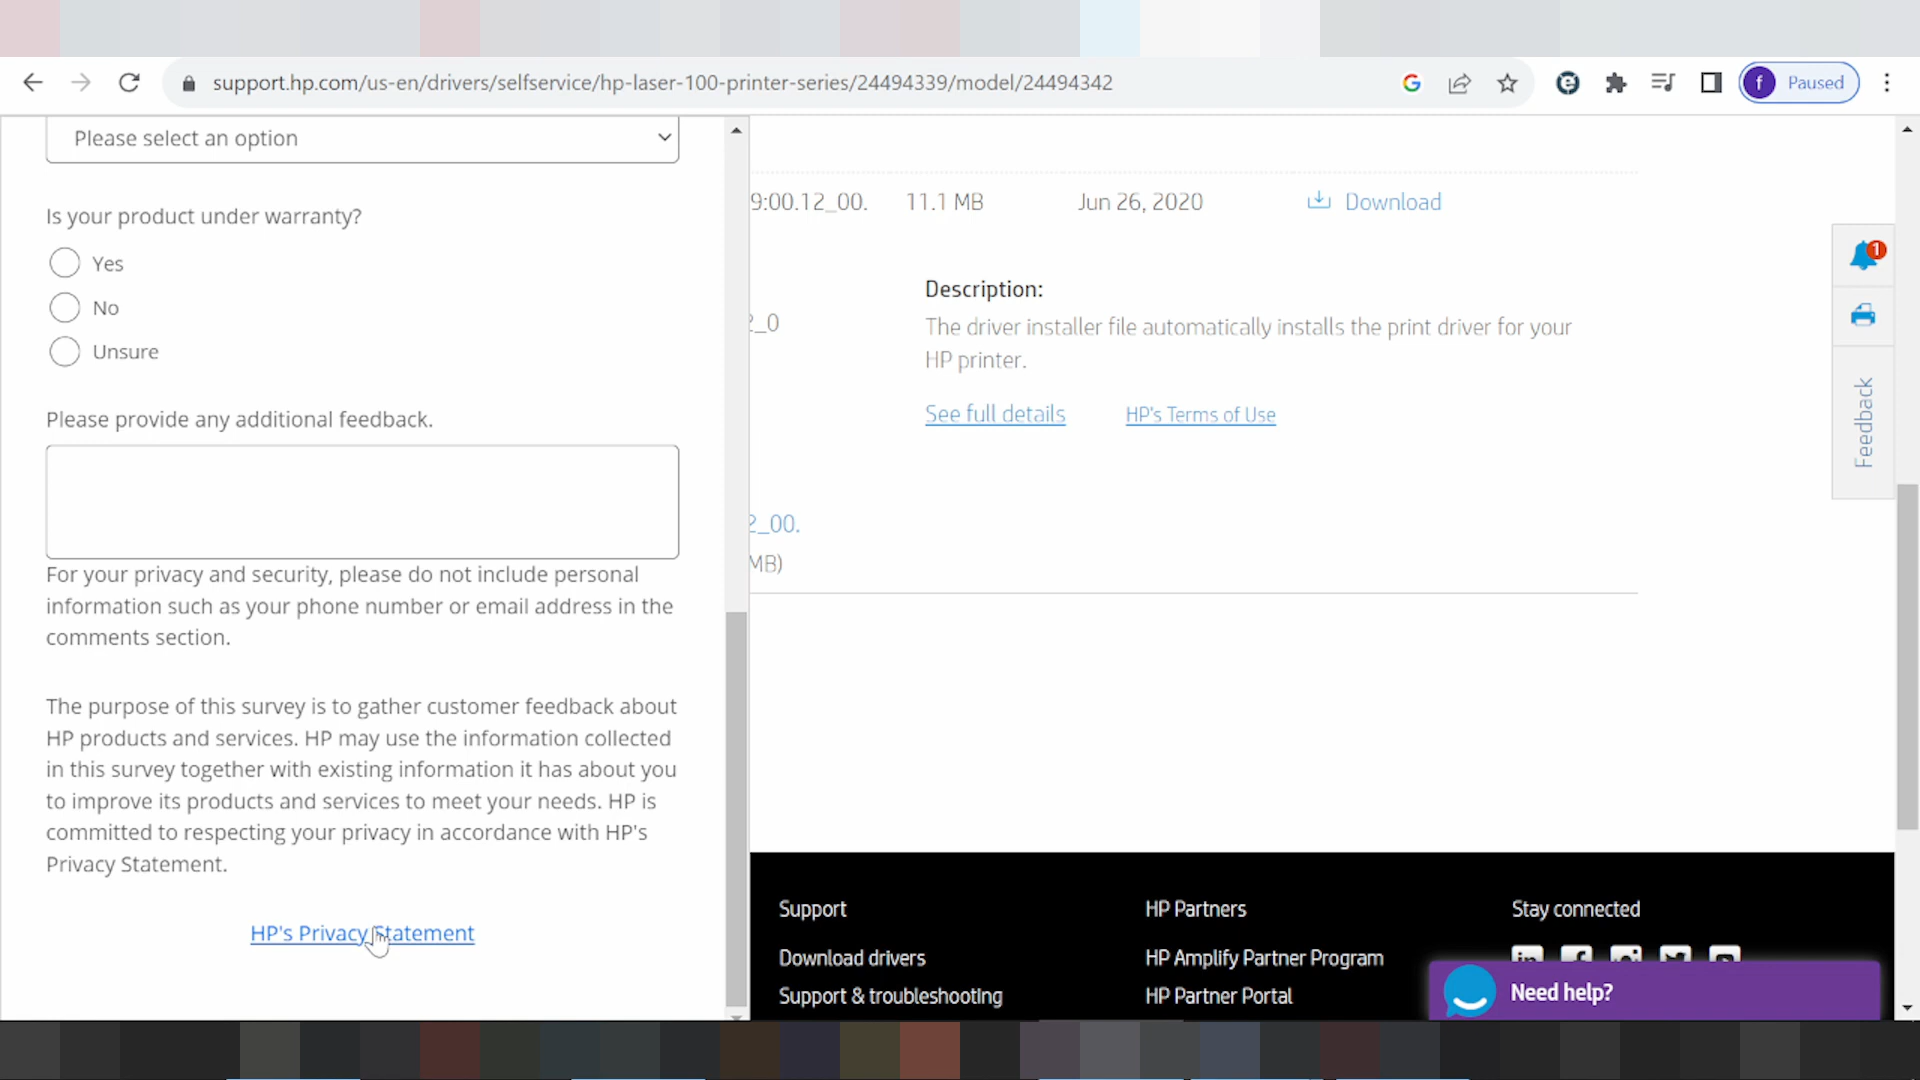 support.hp.com/us-en/drivers/selfservice/hp-laser-100-printer-series/24494339/model/24494342
f Paused
Please select an option
Is your product under warranty?
Yes
No
Unsure
Please provide any additional feedback.
For your privacy and security, please do not include personal
information such as your phone number or email address in the
comments section.
The purpose of this survey is to gather customer feedback about
HP products and services. HP may use the information collected
in this survey together with existing information it has about you
to improve its products and services to meet your needs. HP is
committed to respecting your privacy in accordance with HP's
Privacy Statement.
HP's Privacy Statement
9:00.12_00. 11.1 MB Jun 26, 2020 Download
Description:
The driver installer file automatically installs the print driver for your
HP printer.
2_0
See full details HP's Terms of Use
2_00.
MB)
1
Feedback
Support
Download drivers
Support & troubleshooting
HP Partners
HP Amplify Partner Program
HP Partner Portal
Stay connected
Need help?